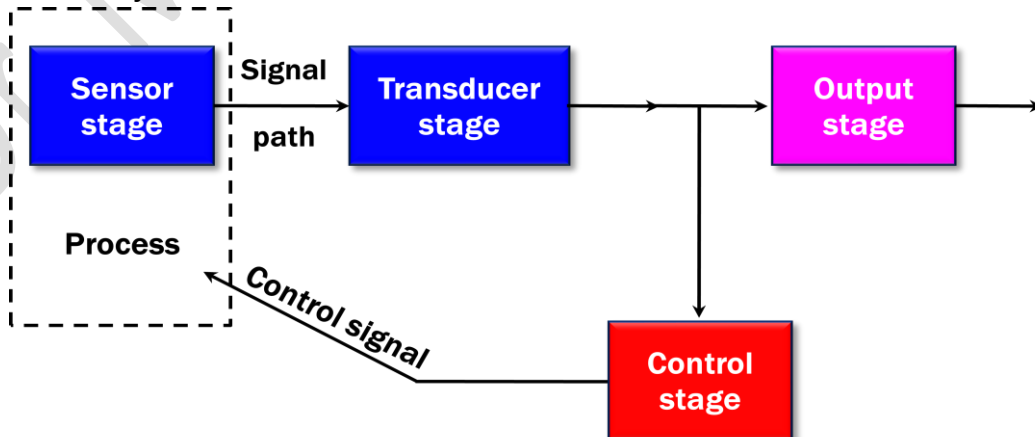 Sensor
stage
Signal
path
Transducer
stage
Output
stage
Process
Control signal
Control
stage